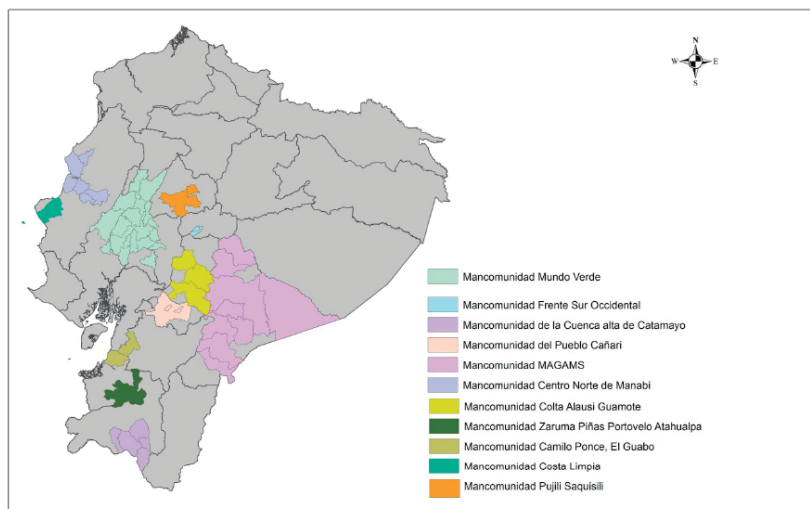 N
W E
S
Mancomunidad Mundo Verde
Mancomunidad Frente Sur Occidental
Mancomunidad de la Cuenca alta de Catamayo
Mancomunidad del Pueblo Cañari
Mancomunidad MAGAMS
Mancomunidad Centro Norte de Manabi
Mancomunidad Colta Alausi Guamote
Mancomunidad Zaruma Piñas Portovelo Atahualpa
Mancomunidad Camilo Ponce, El Guabo
Mancomunidad Costa Limpia
Mancomunidad Pujili Saquisili